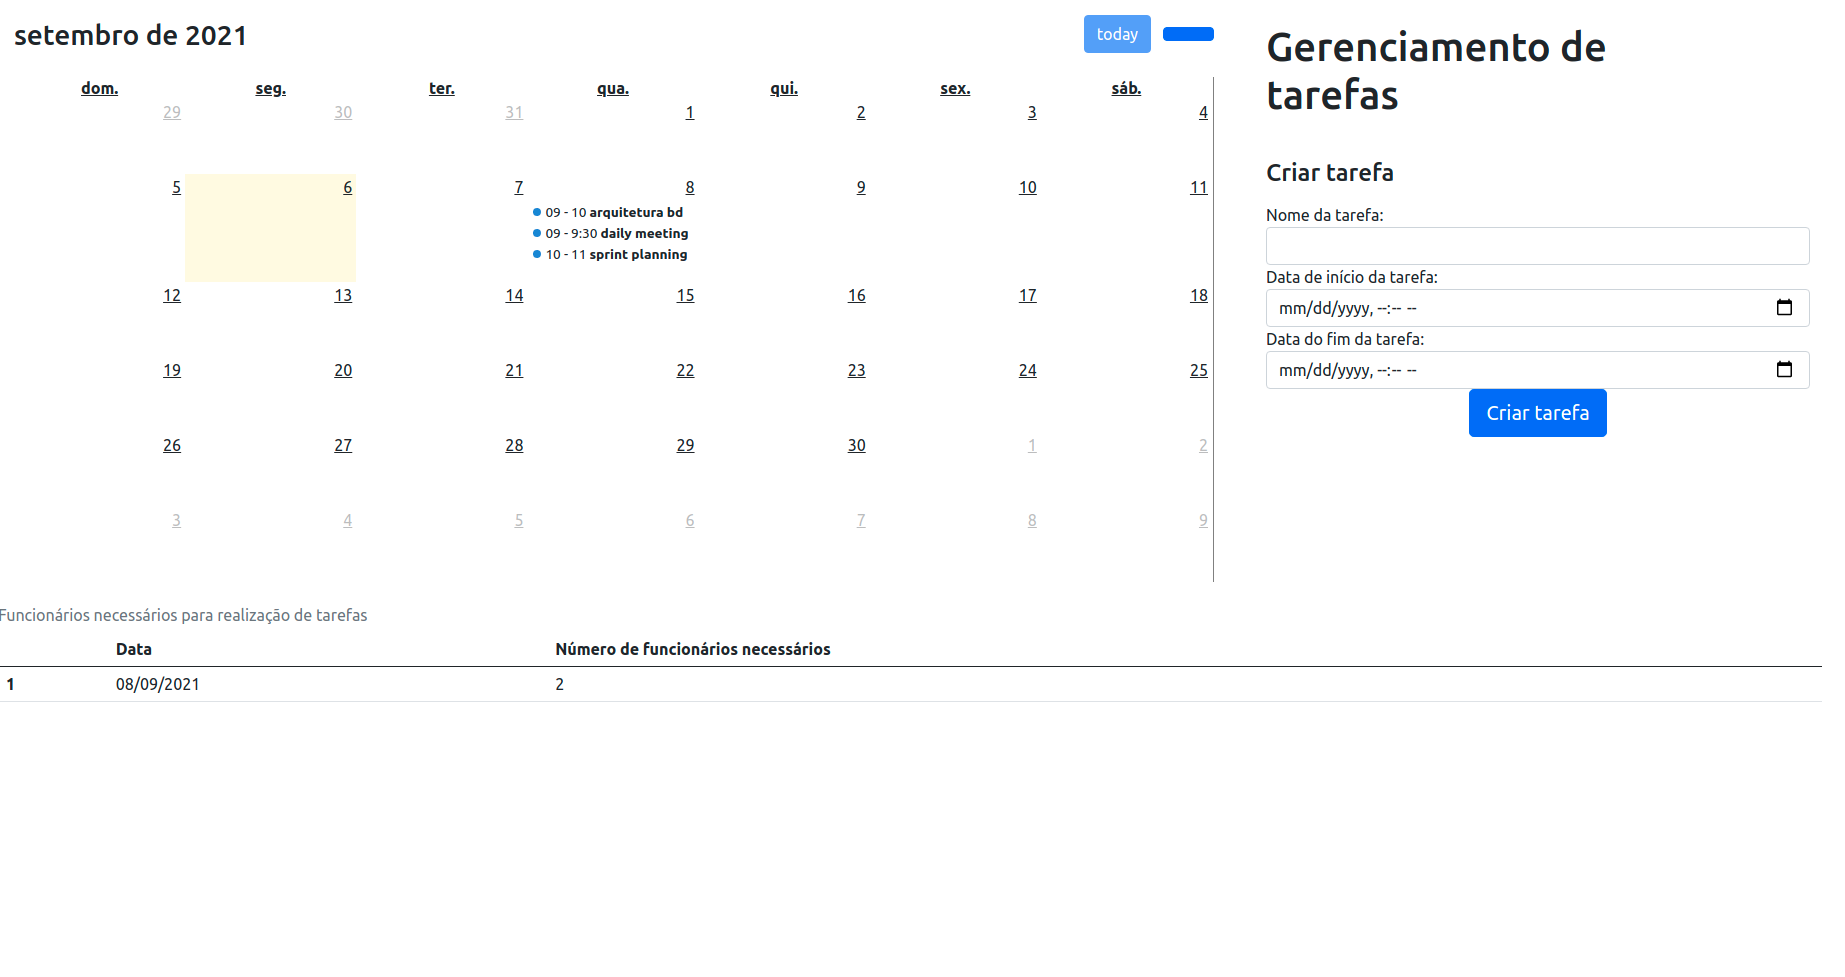 setembro de 2021
today
dom. seg. ter. qua. qui. sex. sáb.
29 30 31 1 2 3 4
5 6 7 8 9 10 11
09 - 10 arquitetura bd
09 - 9:30 daily meeting
10 - 11 sprint planning
12 13 14 15 16 17 18
19 20 21 22 23 24 25
26 27 28 29 30 1 2
3 4 5 6 7 8 9
Gerenciamento de
tarefas
Criar tarefa
Nome da tarefa:
Data de início da tarefa:
mm/dd/yyyy, --:-- --
Data do fim da tarefa:
mm/dd/yyyy, --:-- --
Criar tarefa
Funcionários necessários para realização de tarefas
Data Número de funcionários necessários
1 08/09/2021 2